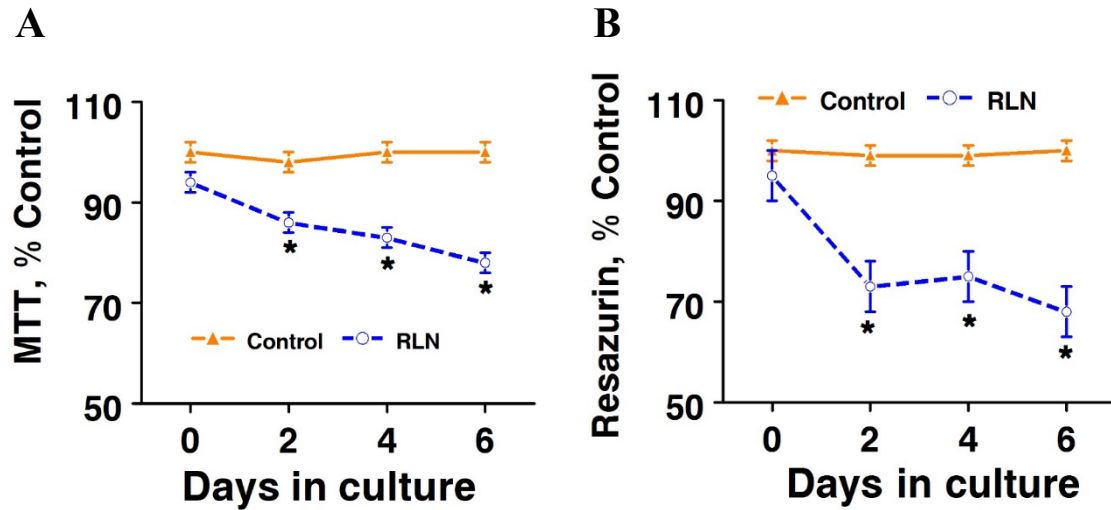 A
MTT, % Control
110
90
70
50
Control RLN
* * *
0 2 4 6
Days in culture
B
Resazurin, % Control
110
90
70
50
Control RLN
* * *
0 2 4 6
Days in culture